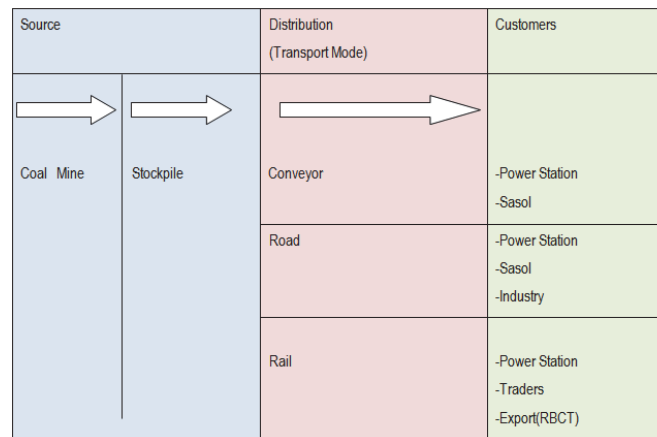 Source
Distribution
(Transport Mode)
Customers
Coal Mine
Stockpile
Conveyor
-Power Station
-Sasol
Road
-Power Station
-Sasol
-Industry
Rail
-Power Station
-Traders
-Export(RBCT)